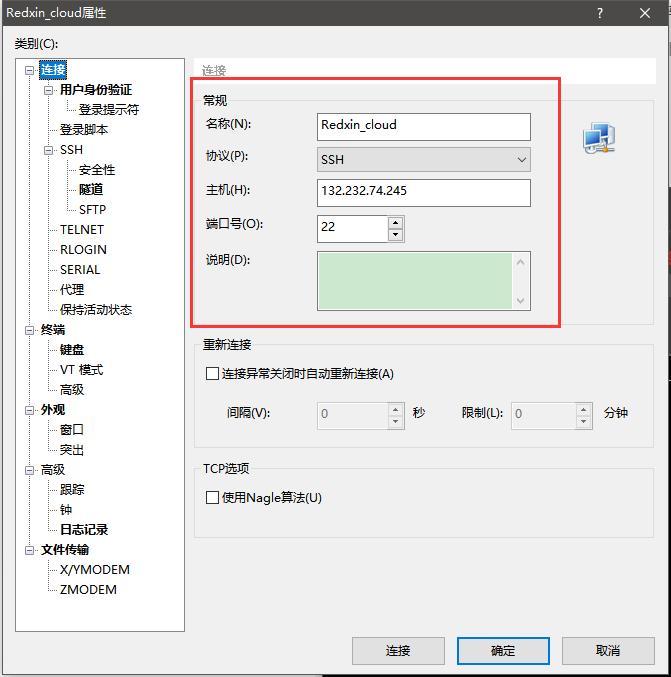 Redxin_cloud属性
类别(C):
连接
用户身份验证
登录提示符
登录脚本
SSH
安全性
隧道
SFTP
TELNET
RLOGIN
SERIAL
代理
保持活动状态
终端
键盘
VT 模式
高级
外观
窗口
突出
高级
跟踪
钟
日志记录
文件传输
X/YMODEM
ZMODEM
连接
常规
名称(N): Redxin_cloud
协议(P): SSH
主机(H): 132.232.74.245
端口号(O): 22
说明(D):
重新连接
连接异常关闭时自动重新连接(A)
间隔(V): 0 秒 限制(L): 0 分钟
TCP选项
使用Nagle算法(U)
连接 确定 取消